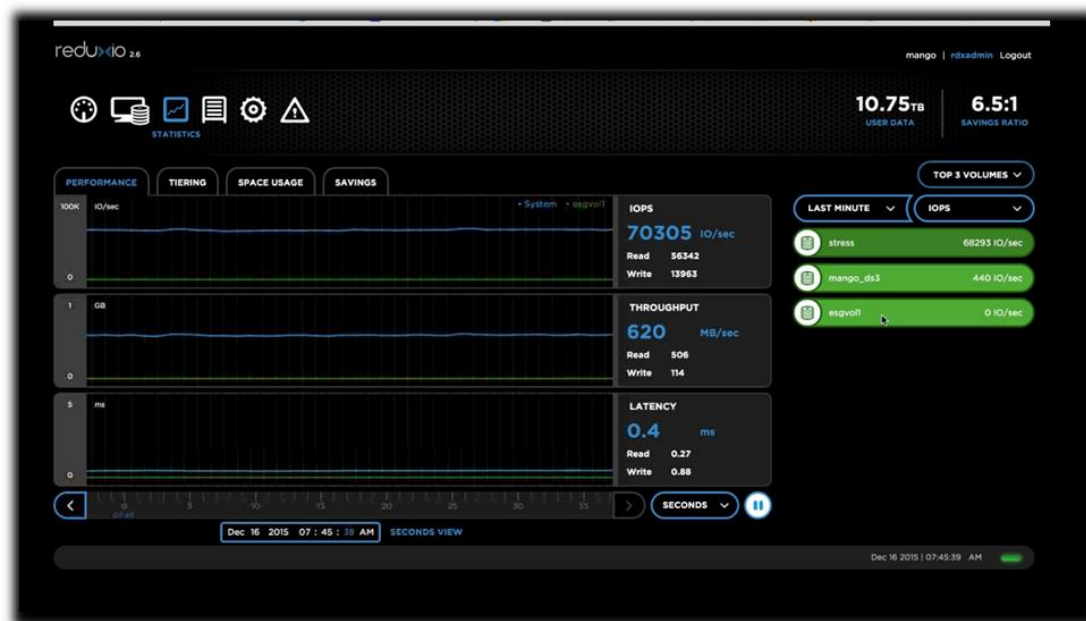 reduxio 2.6
mango | rdxadmin Logout
10.75TB
USER DATA
6.5:1
SAVINGS RATIO
STATISTICS
PERFORMANCE
TIERING
SPACE USAGE
SAVINGS
TOP 3 VOLUMES
LAST MINUTE
IOPS
100K IO/sec
• System • esgvol1
0
IOPS
70305 IO/sec
Read 56342
Write 13963
stress 68293 IO/sec
mango_ds3 440 IO/sec
esgvol1 0 IO/sec
1 GB
0
THROUGHPUT
620 MB/sec
Read 506
Write 114
5 ms
0
LATENCY
0.4 ms
Read 0.27
Write 0.88
0 5 10 15 20 25 30 35
SECONDS
Dec 16 2015 07 : 45 : 38 AM
SECONDS VIEW
Dec 16 2015 | 07:45:39 AM